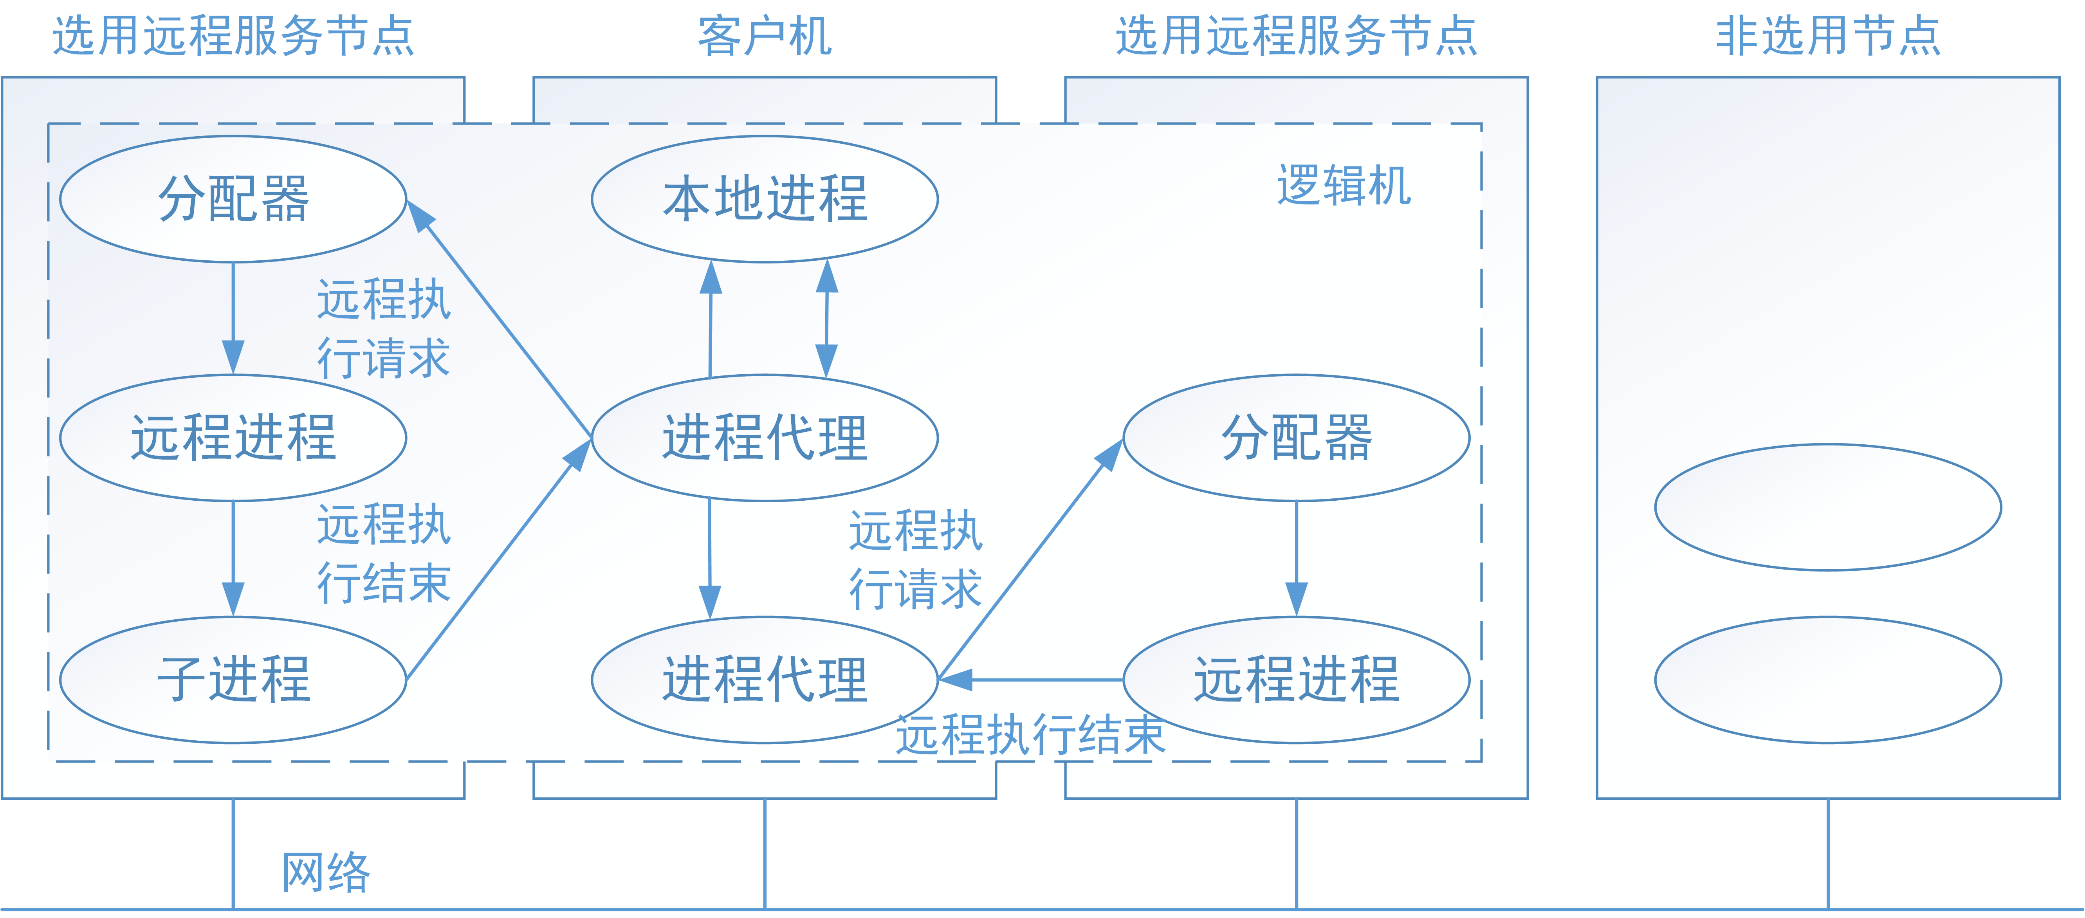 选用远程服务节点
客户机
选用远程服务节点
非选用节点
分配器
本地进程
逻辑机
远程执
行请求
远程进程
进程代理
分配器
远程执
行结束
远程执
行请求
子进程
进程代理
远程进程
远程执行结束
网络